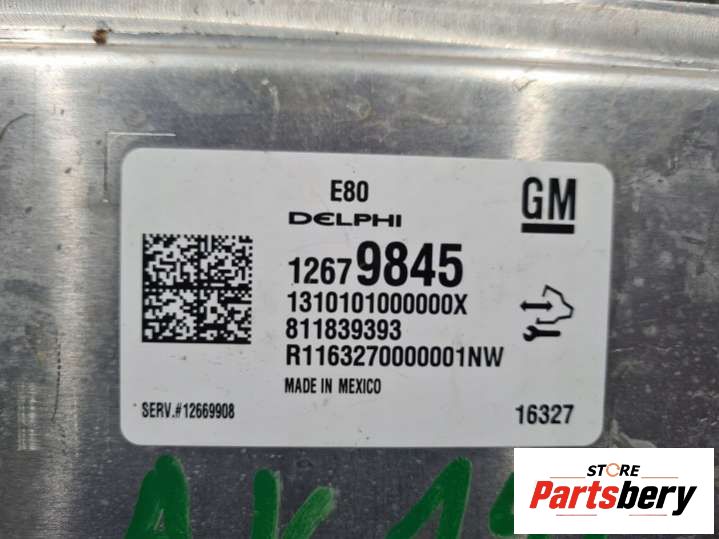 E80
GM
DELPHI
12679845
1310101000000X
811839393
R1163270000001NW
MADE IN MEXICO
SERV.#12669908
16327
STORE
Partsbery